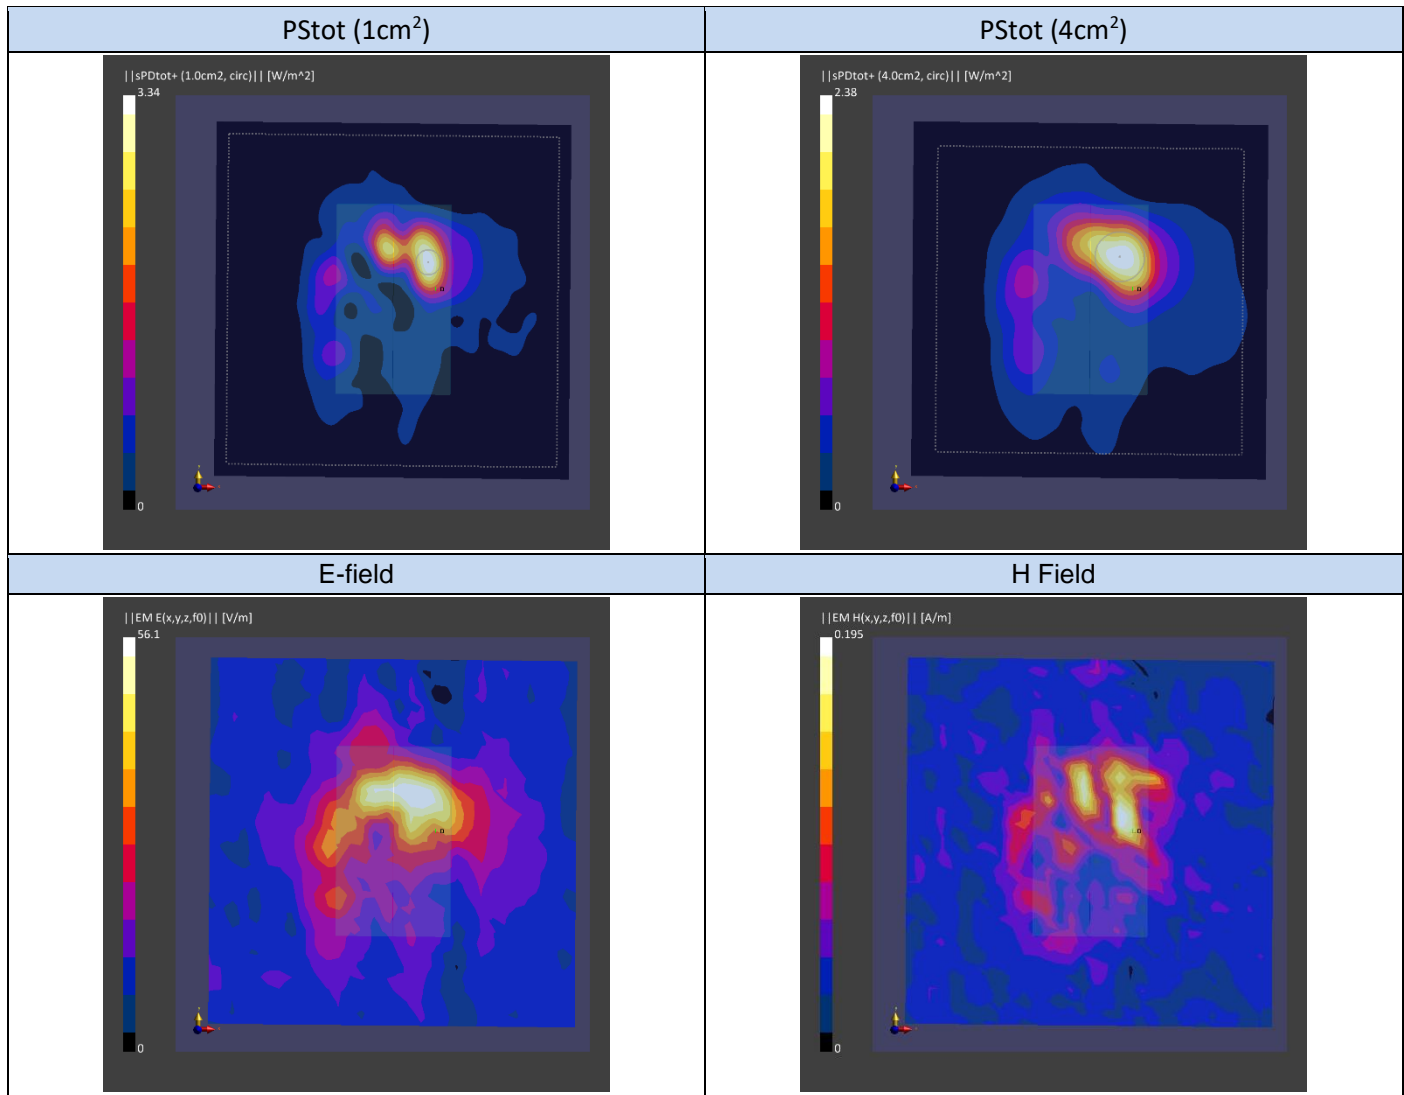 PStot (1cm²)
PStot (4cm²)
||sPDtot+ (1.0cm2, circ)|| [W/m^2]
3.34
0
||sPDtot+ (4.0cm2, circ)|| [W/m^2]
2.38
0
E-field
H Field
||EM E(x,y,z,f0)|| [V/m]
56.1
0
||EM H(x,y,z,f0)|| [A/m]
0.195
0